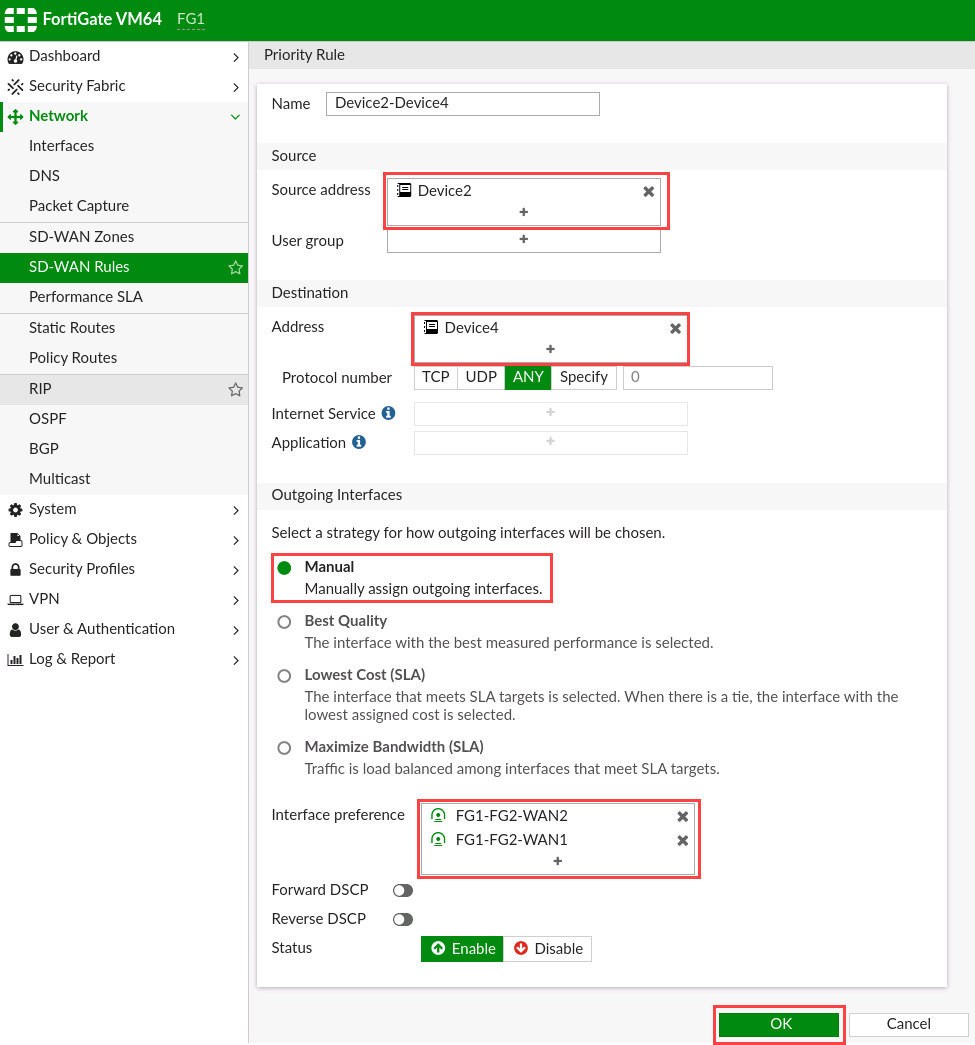 FortiGate VM64 FG1
Dashboard
Security Fabric
Network
Interfaces
DNS
Packet Capture
SD-WAN Zones
SD-WAN Rules
Performance SLA
Static Routes
Policy Routes
RIP
OSPF
BGP
Multicast
System
Policy & Objects
Security Profiles
VPN
User & Authentication
Log & Report
Priority Rule
Name Device2-Device4
Source
Source address Device2
+
User group +
Destination
Address Device4
+
Protocol number TCP UDP ANY Specify 0
Internet Service +
Application +
Outgoing Interfaces
Select a strategy for how outgoing interfaces will be chosen.
Manual
Manually assign outgoing interfaces.
Best Quality
The interface with the best measured performance is selected.
Lowest Cost (SLA)
The interface that meets SLA targets is selected. When there is a tie, the interface with the
lowest assigned cost is selected.
Maximize Bandwidth (SLA)
Traffic is load balanced among interfaces that meet SLA targets.
Interface preference FG1-FG2-WAN2
FG1-FG2-WAN1
+
Forward DSCP
Reverse DSCP
Status Enable Disable
OK Cancel